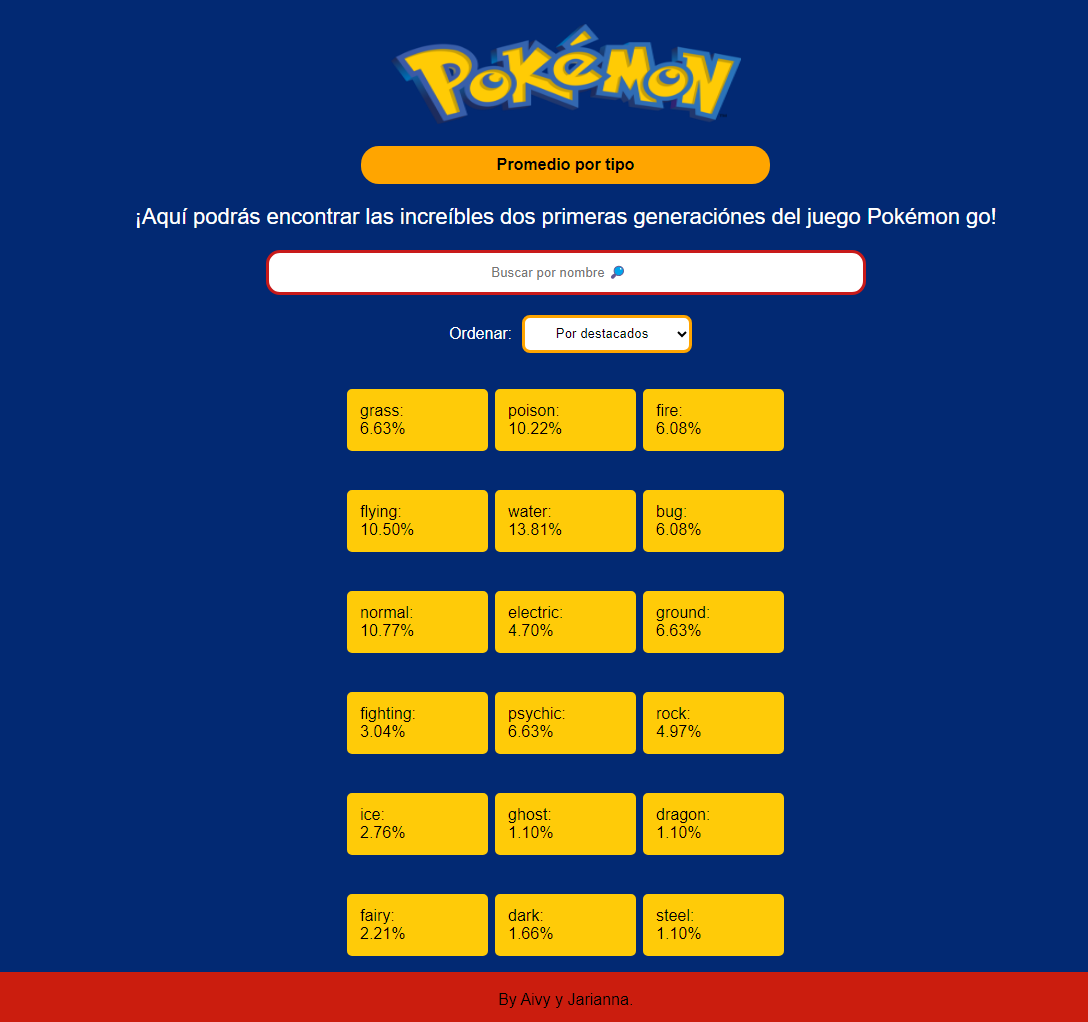 POKéMON
Promedio por tipo
¡Aquí podrás encontrar las increíbles dos primeras generaciónes del juego Pokémon go!
Buscar por nombre 🔎
Ordenar: Por destacados
grass: poison: fire:
6.63% 10.22% 6.08%
flying: water: bug:
10.50% 13.81% 6.08%
normal: electric: ground:
10.77% 4.70% 6.63%
fighting: psychic: rock:
3.04% 6.63% 4.97%
ice: ghost: dragon:
2.76% 1.10% 1.10%
fairy: dark: steel:
2.21% 1.66% 1.10%
By Aivy y Jarianna.